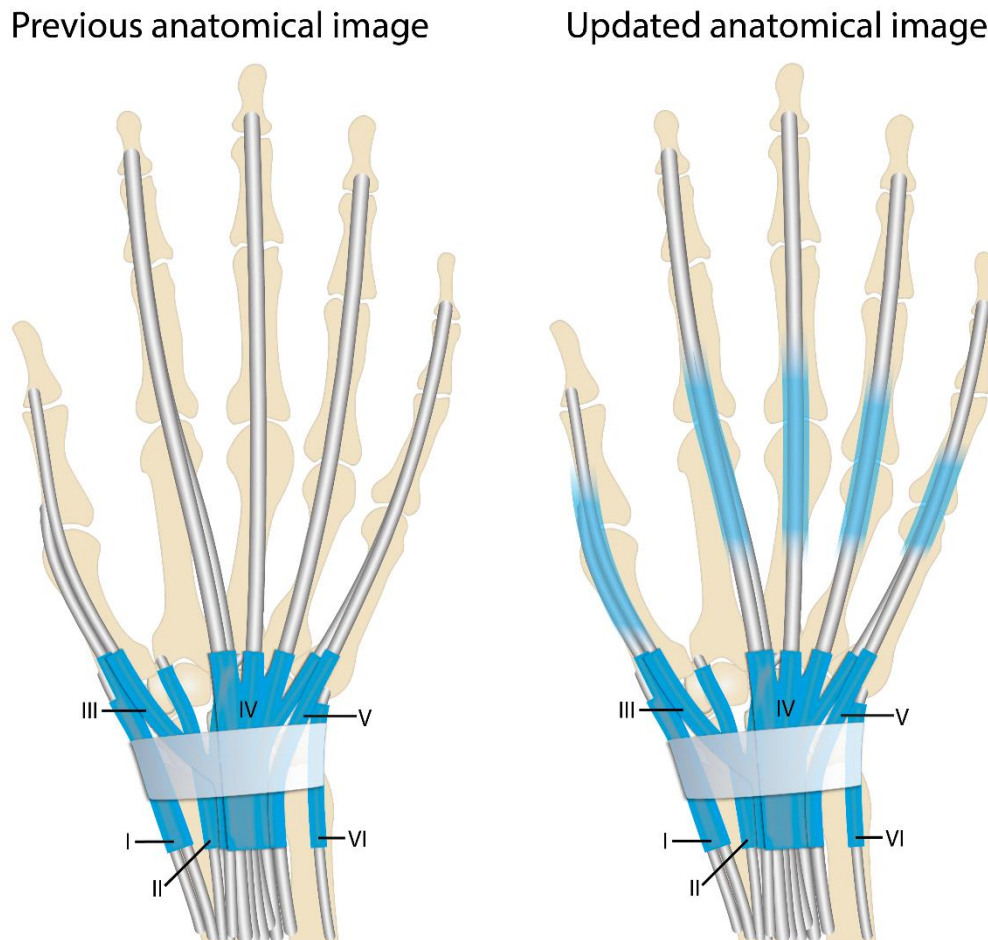 Previous anatomical image
Updated anatomical image
III
IV
V
I
II
VI
III
IV
V
I
II
VI